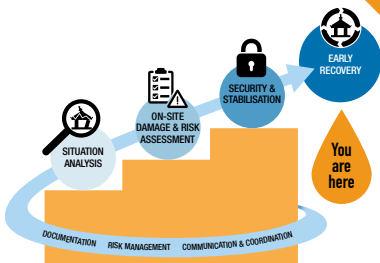 EARLY
RECOVERY
SECURITY &
STABILISATION
ON-SITE
DAMAGE & RISK
ASSESSMENT
SITUATION
ANALYSIS
You
are
here
DOCUMENTATION RISK MANAGEMENT COMMUNICATION & COORDINATION